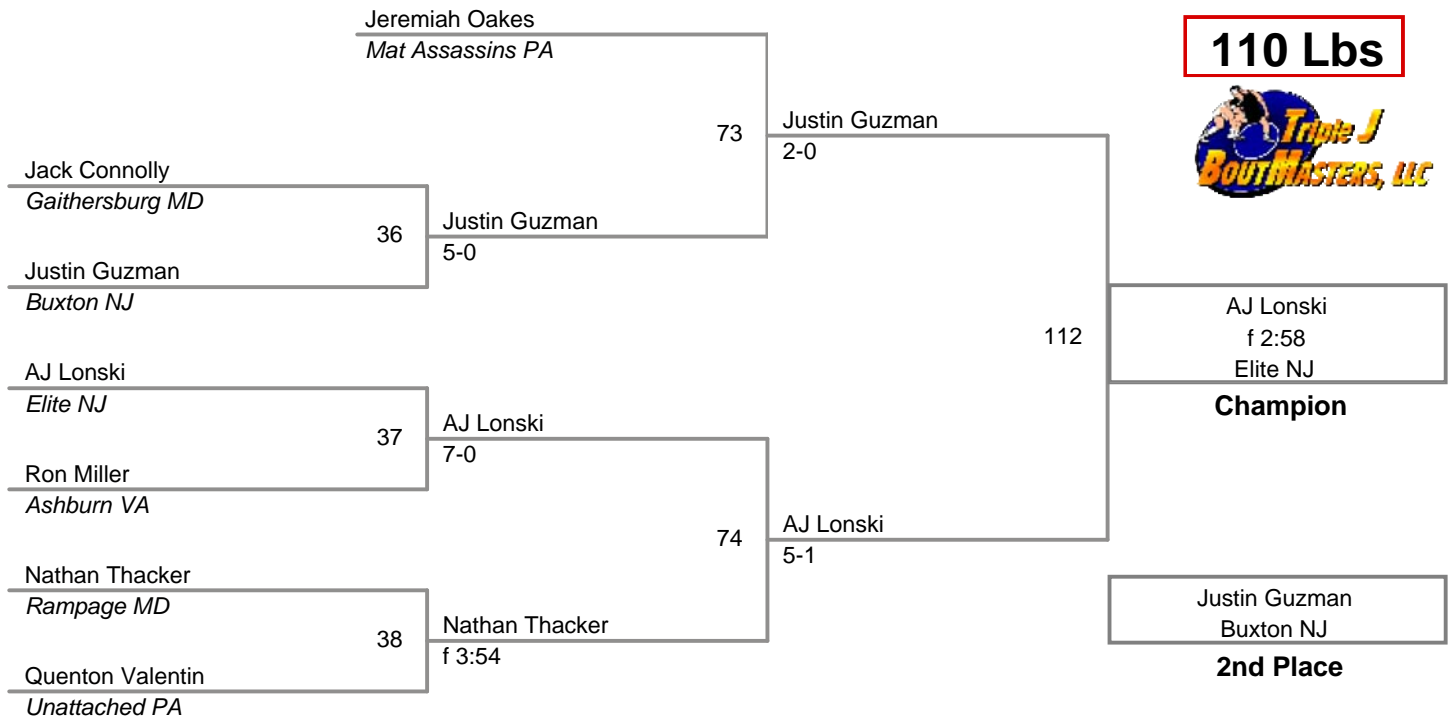 Jeremiah Oakes
Mat Assassins PA
110 Lbs
Triple J
BOUTMASTERS, LLC
73
Justin Guzman
2-0
Jack Connolly
Gaithersburg MD
36
Justin Guzman
5-0
Justin Guzman
Buxton NJ
112
AJ Lonski
f 2:58
Elite NJ
Champion
AJ Lonski
Elite NJ
37
AJ Lonski
7-0
Ron Miller
Ashburn VA
74
AJ Lonski
5-1
Nathan Thacker
Rampage MD
38
Nathan Thacker
f 3:54
Quenton Valentin
Unattached PA
Justin Guzman
Buxton NJ
2nd Place